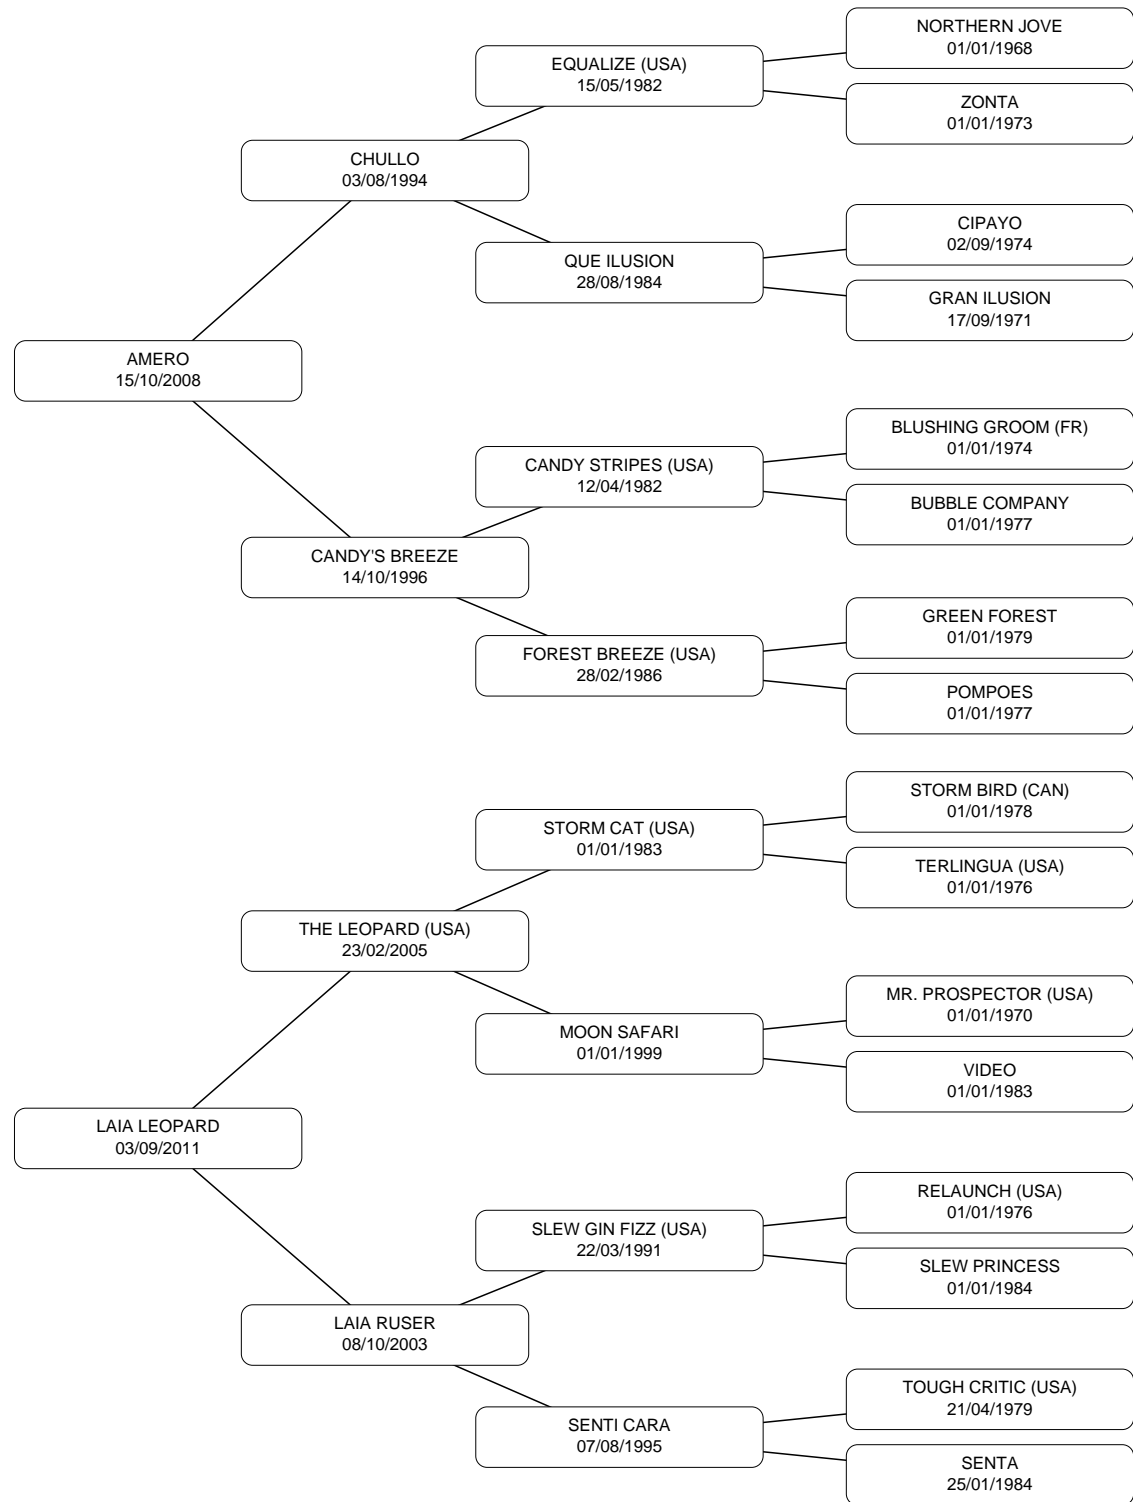 NORTHERN JOVE
01/01/1968
EQUALIZE (USA)
15/05/1982
ZONTA
01/01/1973
CHULLO
03/08/1994
CIPAYO
02/09/1974
QUE ILUSION
28/08/1984
GRAN ILUSION
17/09/1971
AMERO
15/10/2008
BLUSHING GROOM (FR)
01/01/1974
CANDY STRIPES (USA)
12/04/1982
BUBBLE COMPANY
01/01/1977
CANDY'S BREEZE
14/10/1996
GREEN FOREST
01/01/1979
FOREST BREEZE (USA)
28/02/1986
POMPOES
01/01/1977
STORM BIRD (CAN)
01/01/1978
STORM CAT (USA)
01/01/1983
TERLINGUA (USA)
01/01/1976
THE LEOPARD (USA)
23/02/2005
MR. PROSPECTOR (USA)
01/01/1970
MOON SAFARI
01/01/1999
VIDEO
01/01/1983
LAIA LEOPARD
03/09/2011
RELAUNCH (USA)
01/01/1976
SLEW GIN FIZZ (USA)
22/03/1991
SLEW PRINCESS
01/01/1984
LAIA RUSER
08/10/2003
TOUGH CRITIC (USA)
21/04/1979
SENTI CARA
07/08/1995
SENTA
25/01/1984